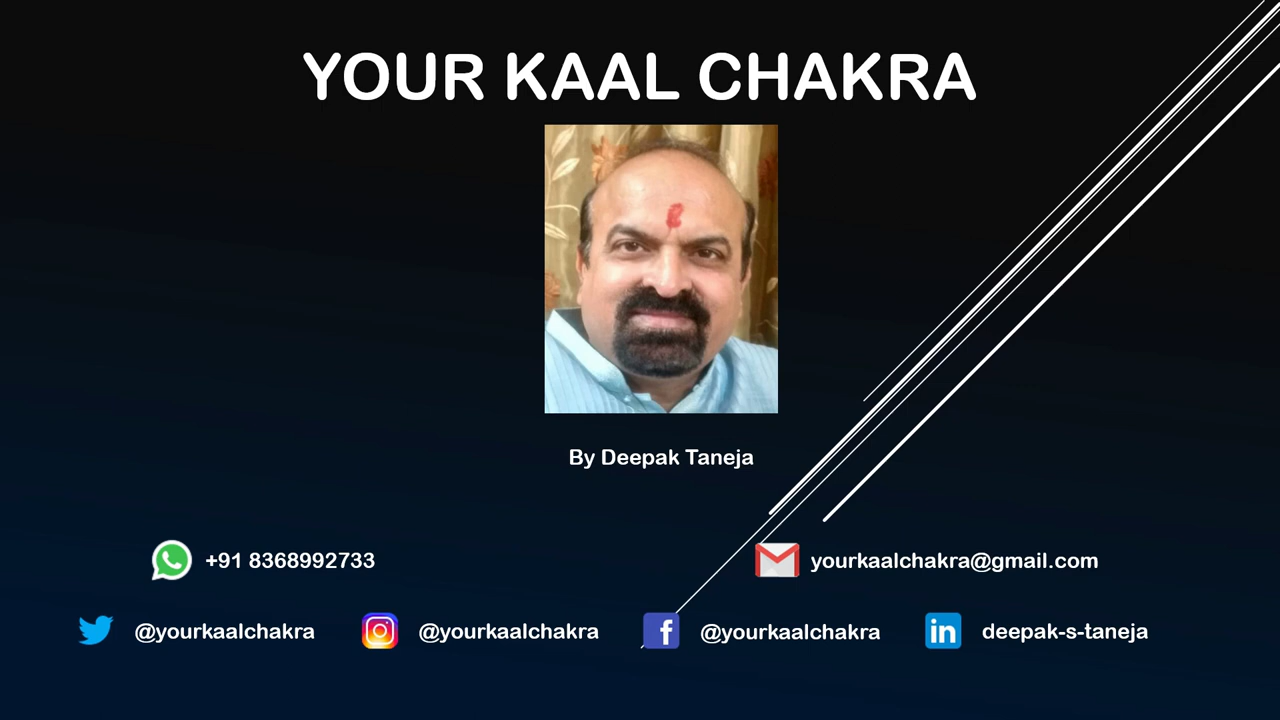 YOUR KAAL CHAKRA
By Deepak Taneja
+91 8368992733
yourkaalchakra@gmail.com
@yourkaalchakra
@yourkaalchakra
@yourkaalchakra
deepak-s-taneja